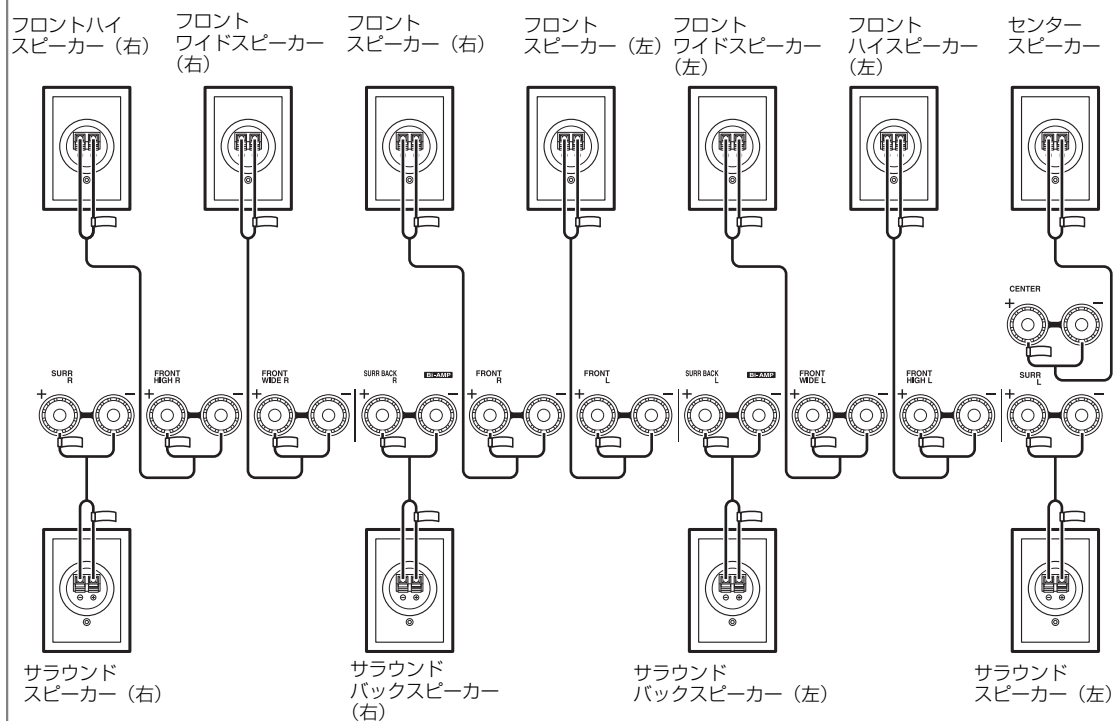 フロントハイ
スピーカー（右）
フロント
ワイドスピーカー
（右）
フロント
スピーカー（右）
フロント
スピーカー（左）
フロント
ワイドスピーカー
（左）
フロント
ハイスピーカー
（左）
センター
スピーカー
CENTER
+ −
SURR
R
+ −
FRONT
HIGH R
+ −
FRONT
WIDE R
+ −
SURR BACK
R
Bi-AMP
+ −
FRONT
R
+ −
FRONT
L
+ −
SURR BACK
L
Bi-AMP
+ −
FRONT
WIDE L
+ −
FRONT
HIGH L
+ −
SURR
L
+ −
サラウンド
スピーカー（右）
サラウンド
バックスピーカー
（右）
サラウンド
バックスピーカー（左）
サラウンド
スピーカー（左）